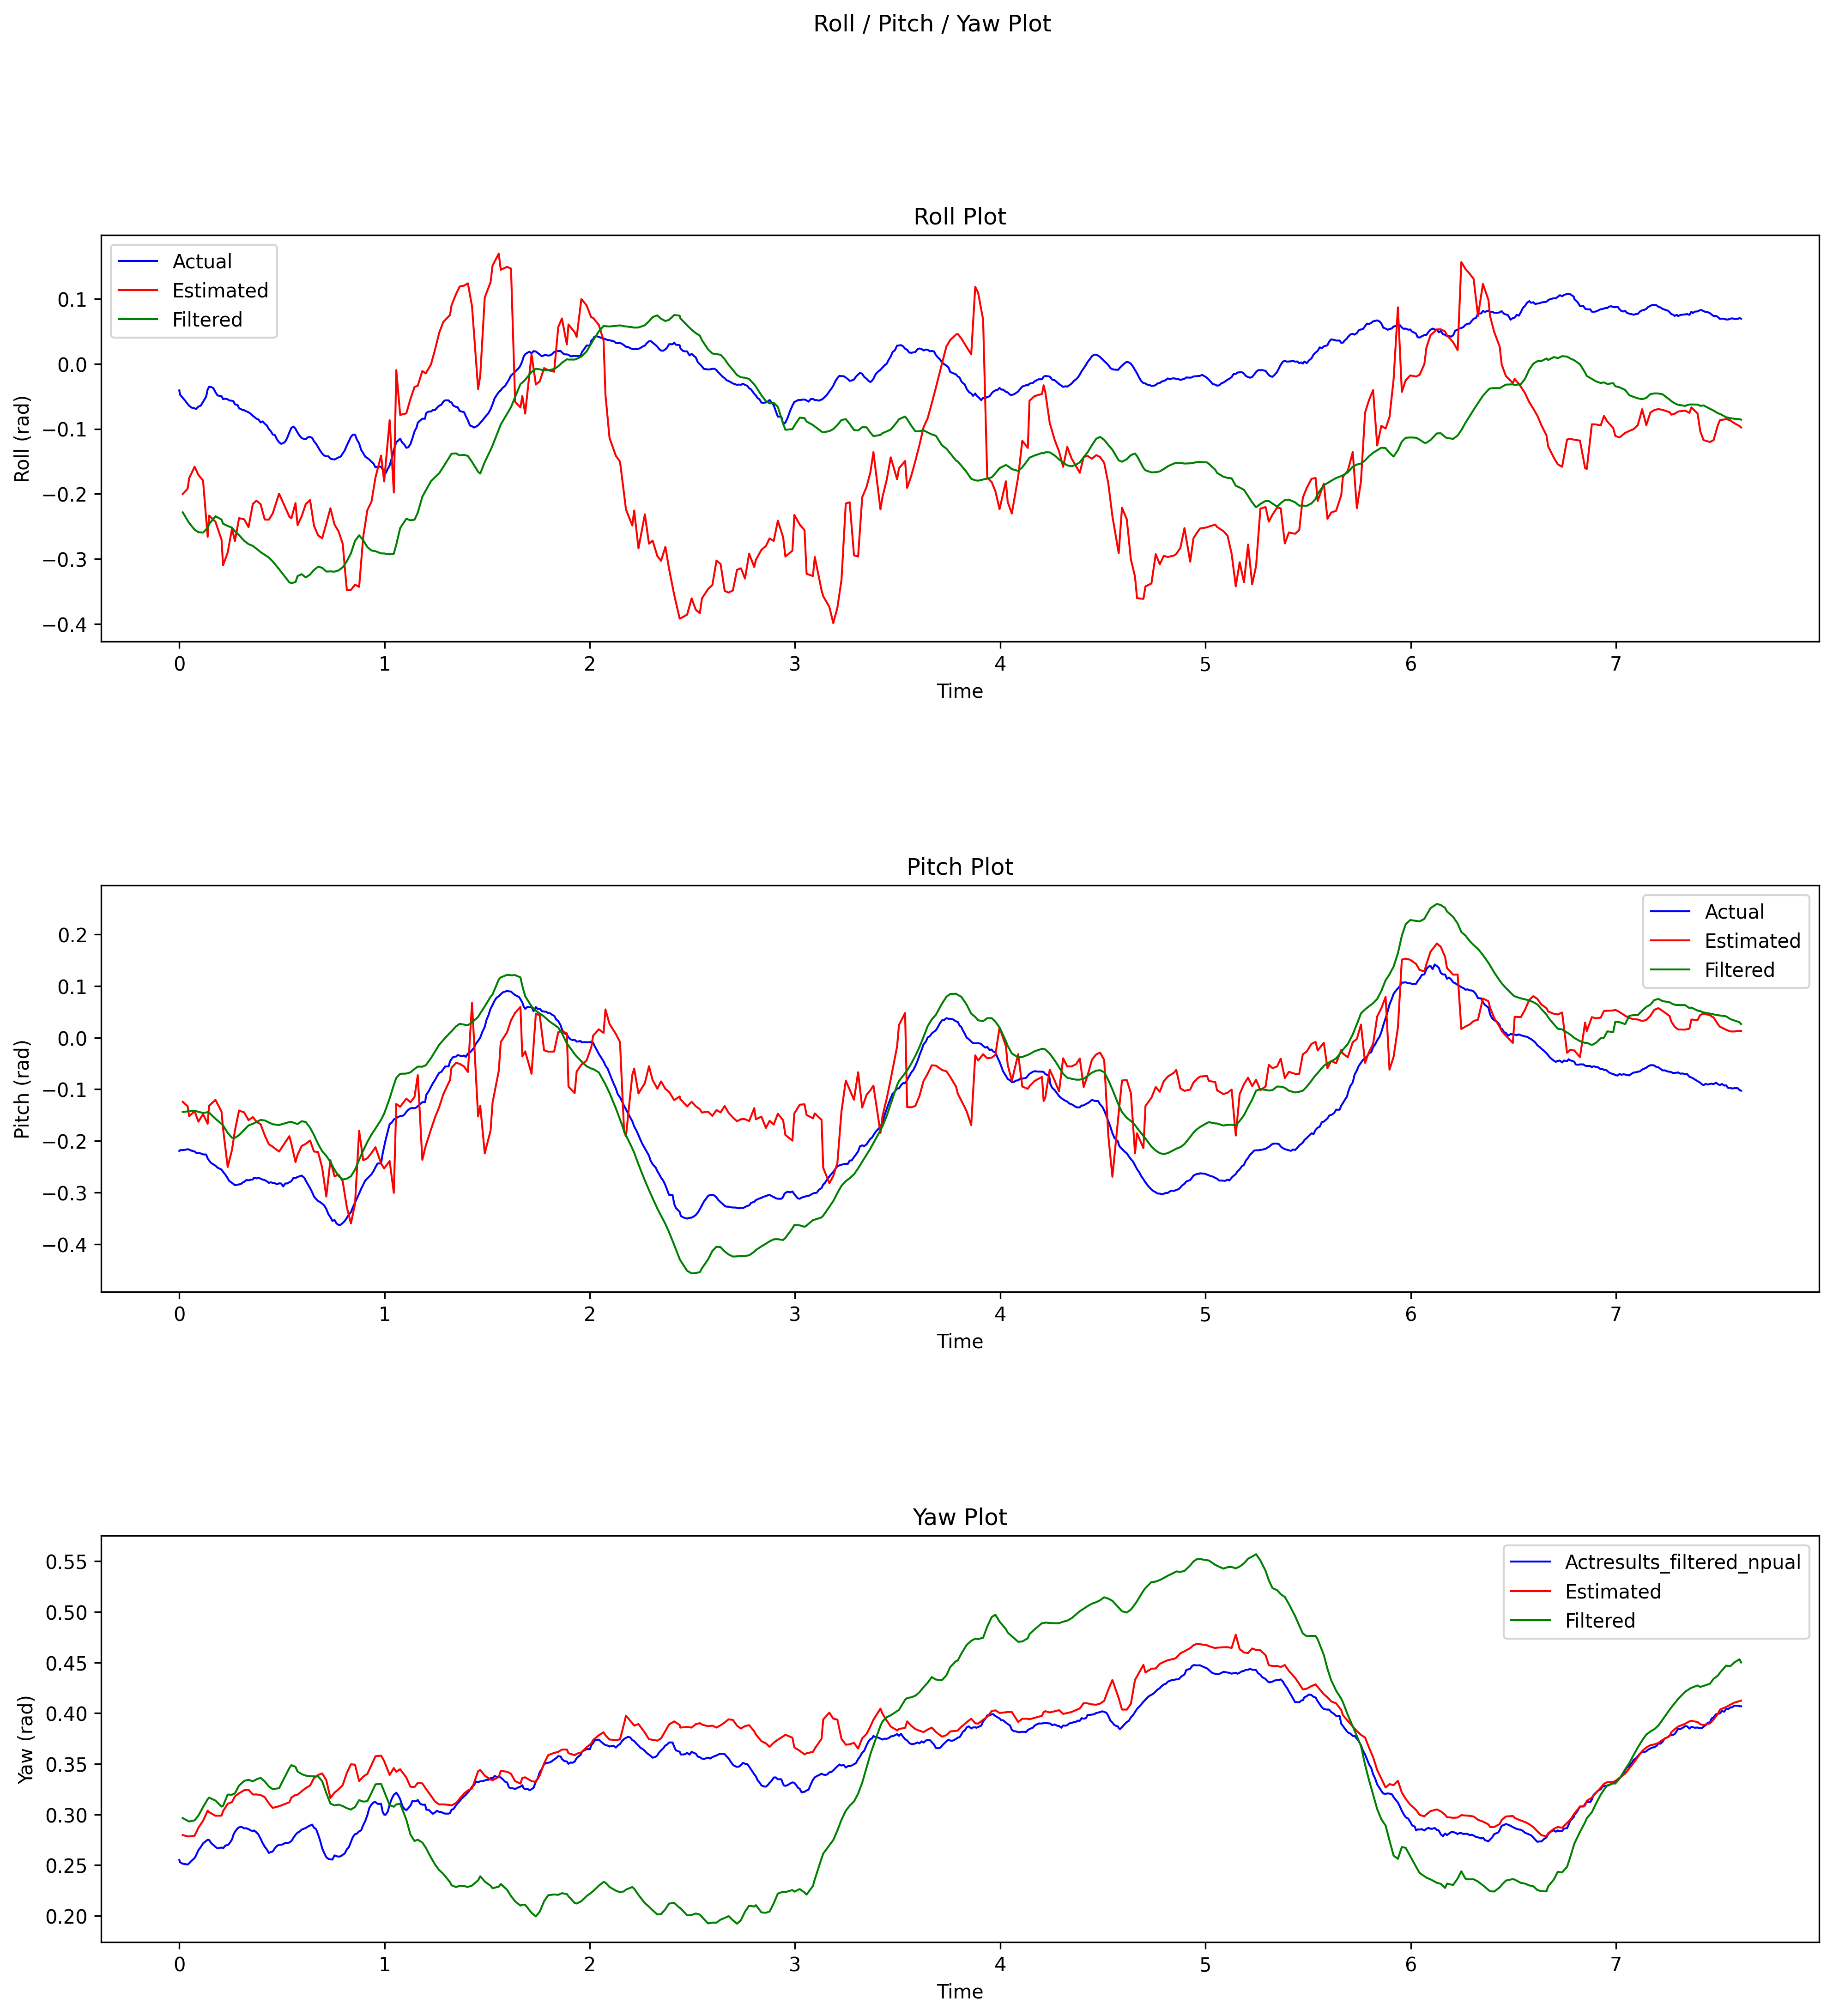 Roll / Pitch / Yaw Plot
Roll Plot
Actual
Estimated
Filtered
Roll (rad)
0.1
0.0
−0.1
−0.2
−0.3
−0.4
0 1 2 3 4 5 6 7
Time
Pitch Plot
Actual
Estimated
Filtered
Pitch (rad)
0.2
0.1
0.0
−0.1
−0.2
−0.3
−0.4
0 1 2 3 4 5 6 7
Time
Yaw Plot
Actresults_filtered_npual
Estimated
Filtered
Yaw (rad)
0.55
0.50
0.45
0.40
0.35
0.30
0.25
0.20
0 1 2 3 4 5 6 7
Time